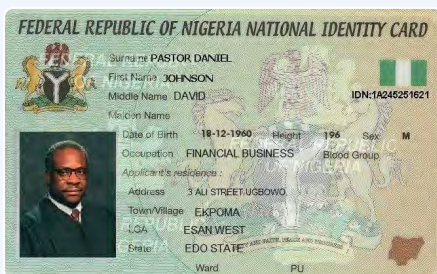 FEDERAL REPUBLIC OF NIGERIA NATIONAL IDENTITY CARD
Surname PASTOR DANIEL
First Name JOHNSON
Middle Name DAVID
IDN:1A245251621
Maiden Name
Date of Birth 18-12-1960 Height 196 Sex M
Occupation FINANCIAL BUSINESS Blood Group
Applicant's residence :
Address 3 ALI STREET UGBOWO.
Town/Village EKPOMA
LGA ESAN WEST
State EDO STATE
Ward PU